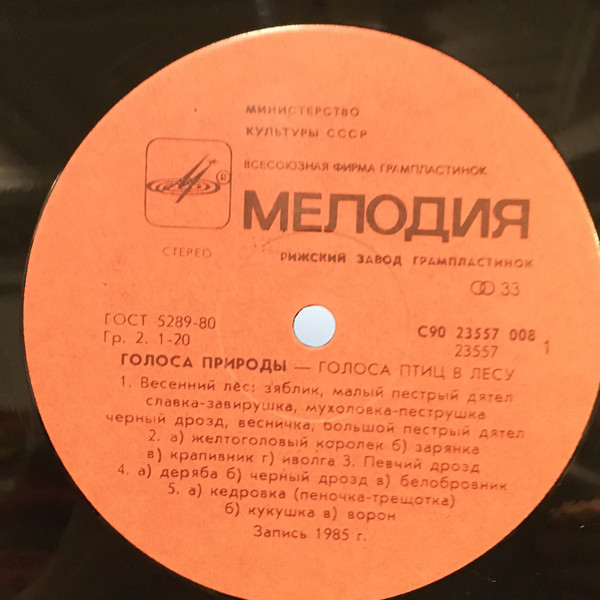 МИНИСТЕРСТВО
КУЛЬТУРЫ СССР
ВСЕСОЮЗНАЯ ФИРМА ГРАМПЛАСТИНОК
®
МЕЛОДИЯ
СТЕРЕО
РИЖСКИЙ ЗАВОД ГРАМПЛАСТИНОК
33
ГОСТ 5289-80
Гр. 2. 1-20
С90 23557 008
23557 1
ГОЛОСА ПРИРОДЫ — ГОЛОСА ПТИЦ В ЛЕСУ
1. Весенний лес: зяблик, малый пестрый дятел
славка-завирушка, мухоловка-пеструшка
черный дрозд, весничка, большой пестрый дятел
2. а) желтоголовый королек б) зарянка
в) крапивник г) иволга 3. Певчий дрозд
4. а) деряба б) черный дрозд в) белобровник
5. а) кедровка (пеночка-трещотка)
б) кукушка в) ворон
Запись 1985 г.